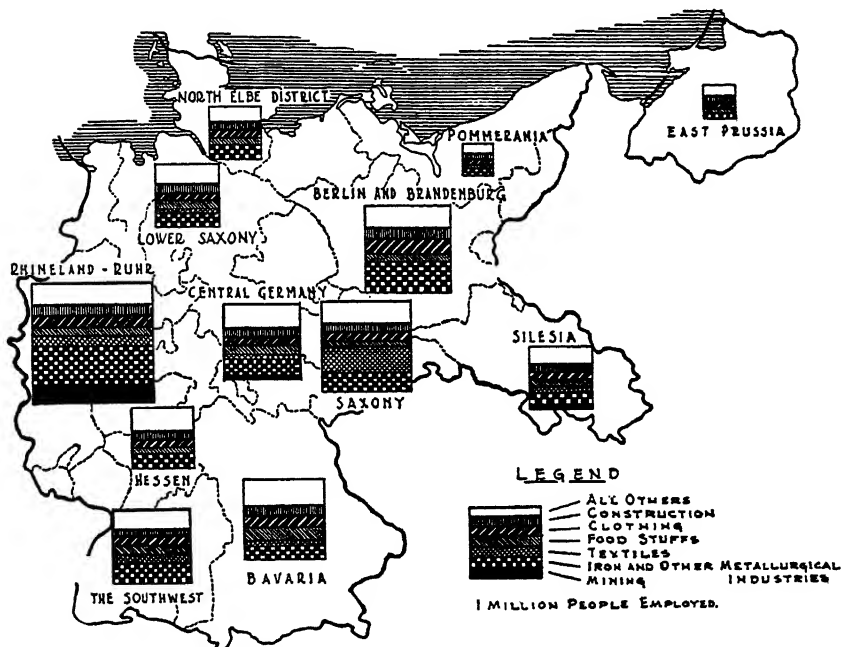 NORTH ELBE DISTRICT
POMMERANIA
EAST PRUSSIA
BERLIN AND BRANDENBURG
LOWER SAXONY
RHINELAND - RUHR
CENTRAL GERMANY
SILESIA
SAXONY
HESSEN
BAVARIA
THE SOUTHWEST
LEGEND
ALL OTHERS
CONSTRUCTION
CLOTHING
FOOD STUFFS
TEXTILES
IRON AND OTHER METALLURGICAL
MINING INDUSTRIES
1 MILLION PEOPLE EMPLOYED.